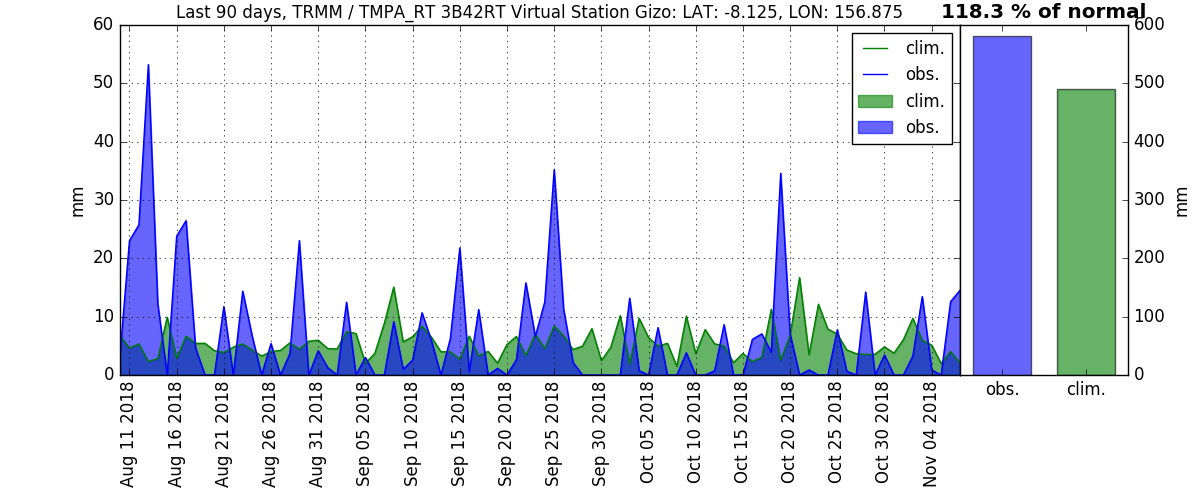 Last 90 days, TRMM / TMPA_RT 3B42RT Virtual Station Gizo: LAT: -8.125, LON: 156.875
118.3 % of normal
60
50
40
30
20
10
0
mm
clim.
obs.
clim.
obs.
Aug 11 2018
Aug 16 2018
Aug 21 2018
Aug 26 2018
Aug 31 2018
Sep 05 2018
Sep 10 2018
Sep 15 2018
Sep 20 2018
Sep 25 2018
Sep 30 2018
Oct 05 2018
Oct 10 2018
Oct 15 2018
Oct 20 2018
Oct 25 2018
Oct 30 2018
Nov 04 2018
600
500
400
300
200
100
0
mm
obs.
clim.